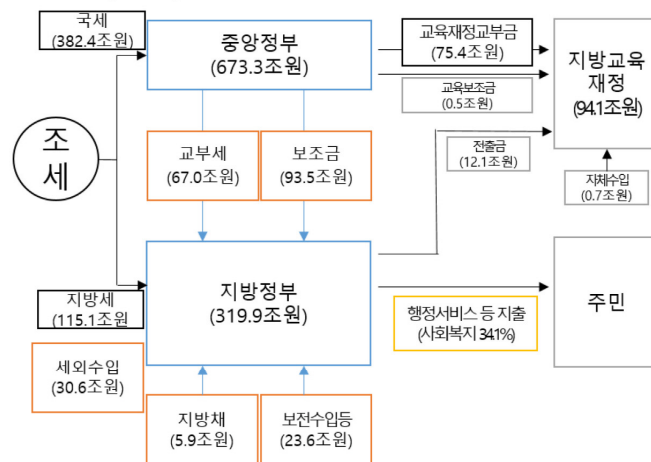 국세
(382.4조원)
중앙정부
(673.3조원)
교육재정교부금
(75.4조원)
지방교육
재정
(94.1조원)
교육보조금
(0.5조원)
조
세
교부세
(67.0조원)
보조금
(93.5조원)
전출금
(12.1조원)
자체수입
(0.7조원)
지방세
(115.1조원
지방정부
(319.9조원)
주민
행정서비스 등 지출
(사회복지 34.1%)
세외수입
(30.6조원)
지방채
(5.9조원)
보전수입등
(23.6조원)